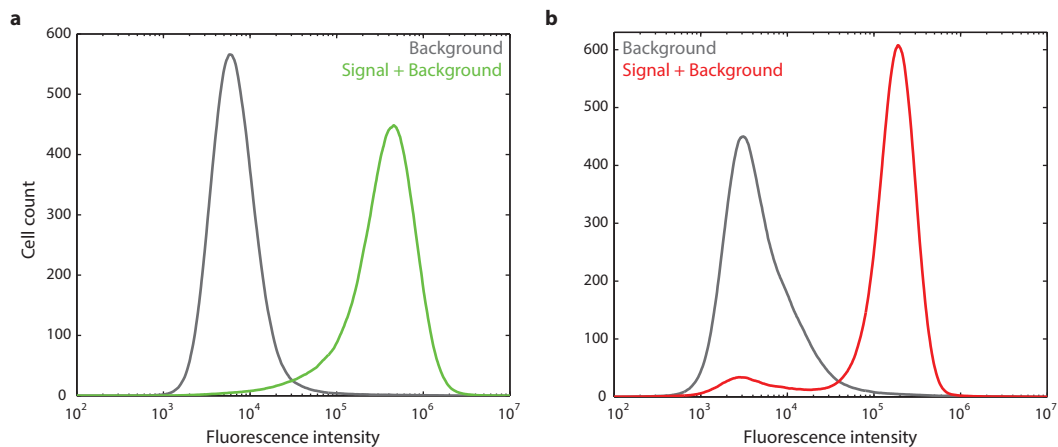 a
600
500
400
300
200
100
0
Cell count
Background
Signal + Background
10²
10³
10⁴
10⁵
10⁶
10⁷
Fluorescence intensity
b
600
500
400
300
200
100
0
Background
Signal + Background
10²
10³
10⁴
10⁵
10⁶
10⁷
Fluorescence intensity